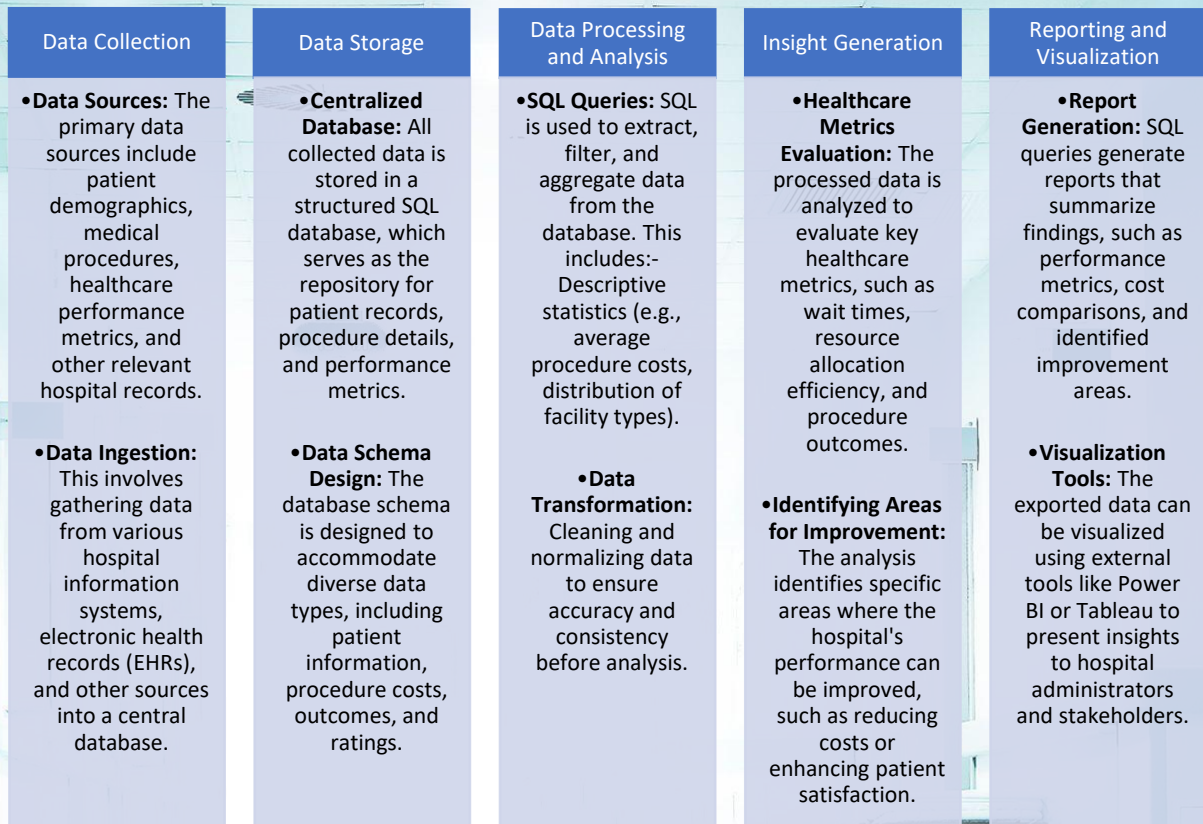 Data Collection
•Data Sources: The
primary data
sources include
patient
demographics,
medical
procedures,
healthcare
performance
metrics, and
other relevant
hospital records.
•Data Ingestion:
This involves
gathering data
from various
hospital
information
systems,
electronic health
records (EHRs),
and other sources
into a central
database.
Data Storage
•Centralized
Database: All
collected data is
stored in a
structured SQL
database, which
serves as the
repository for
patient records,
procedure details,
and performance
metrics.
•Data Schema
Design: The
database schema
is designed to
accommodate
diverse data
types, including
patient
information,
procedure costs,
outcomes, and
ratings.
Data Processing
and Analysis
•SQL Queries: SQL
is used to extract,
filter, and
aggregate data
from the
database. This
includes:-
Descriptive
statistics (e.g.,
average
procedure costs,
distribution of
facility types).
•Data
Transformation:
Cleaning and
normalizing data
to ensure
accuracy and
consistency
before analysis.
Insight Generation
•Healthcare
Metrics
Evaluation: The
processed data is
analyzed to
evaluate key
healthcare
metrics, such as
wait times,
resource
allocation
efficiency, and
procedure
outcomes.
•Identifying Areas
for Improvement:
The analysis
identifies specific
areas where the
hospital's
performance can
be improved,
such as reducing
costs or
enhancing patient
satisfaction.
Reporting and
Visualization
•Report
Generation: SQL
queries generate
reports that
summarize
findings, such as
performance
metrics, cost
comparisons, and
identified
improvement
areas.
•Visualization
Tools: The
exported data can
be visualized
using external
tools like Power
BI or Tableau to
present insights
to hospital
administrators
and stakeholders.